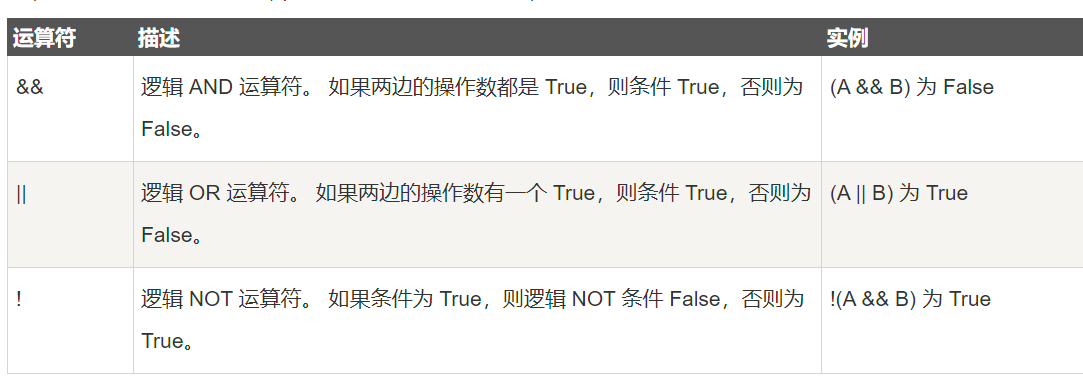 运算符 描述 实例
&& 逻辑 AND 运算符。 如果两边的操作数都是 True，则条件 True，否则为 (A && B) 为 False
False。
|| 逻辑 OR 运算符。 如果两边的操作数有一个 True，则条件 True，否则为 (A || B) 为 True
False。
! 逻辑 NOT 运算符。 如果条件为 True，则逻辑 NOT 条件 False，否则为 !(A && B) 为 True
True。